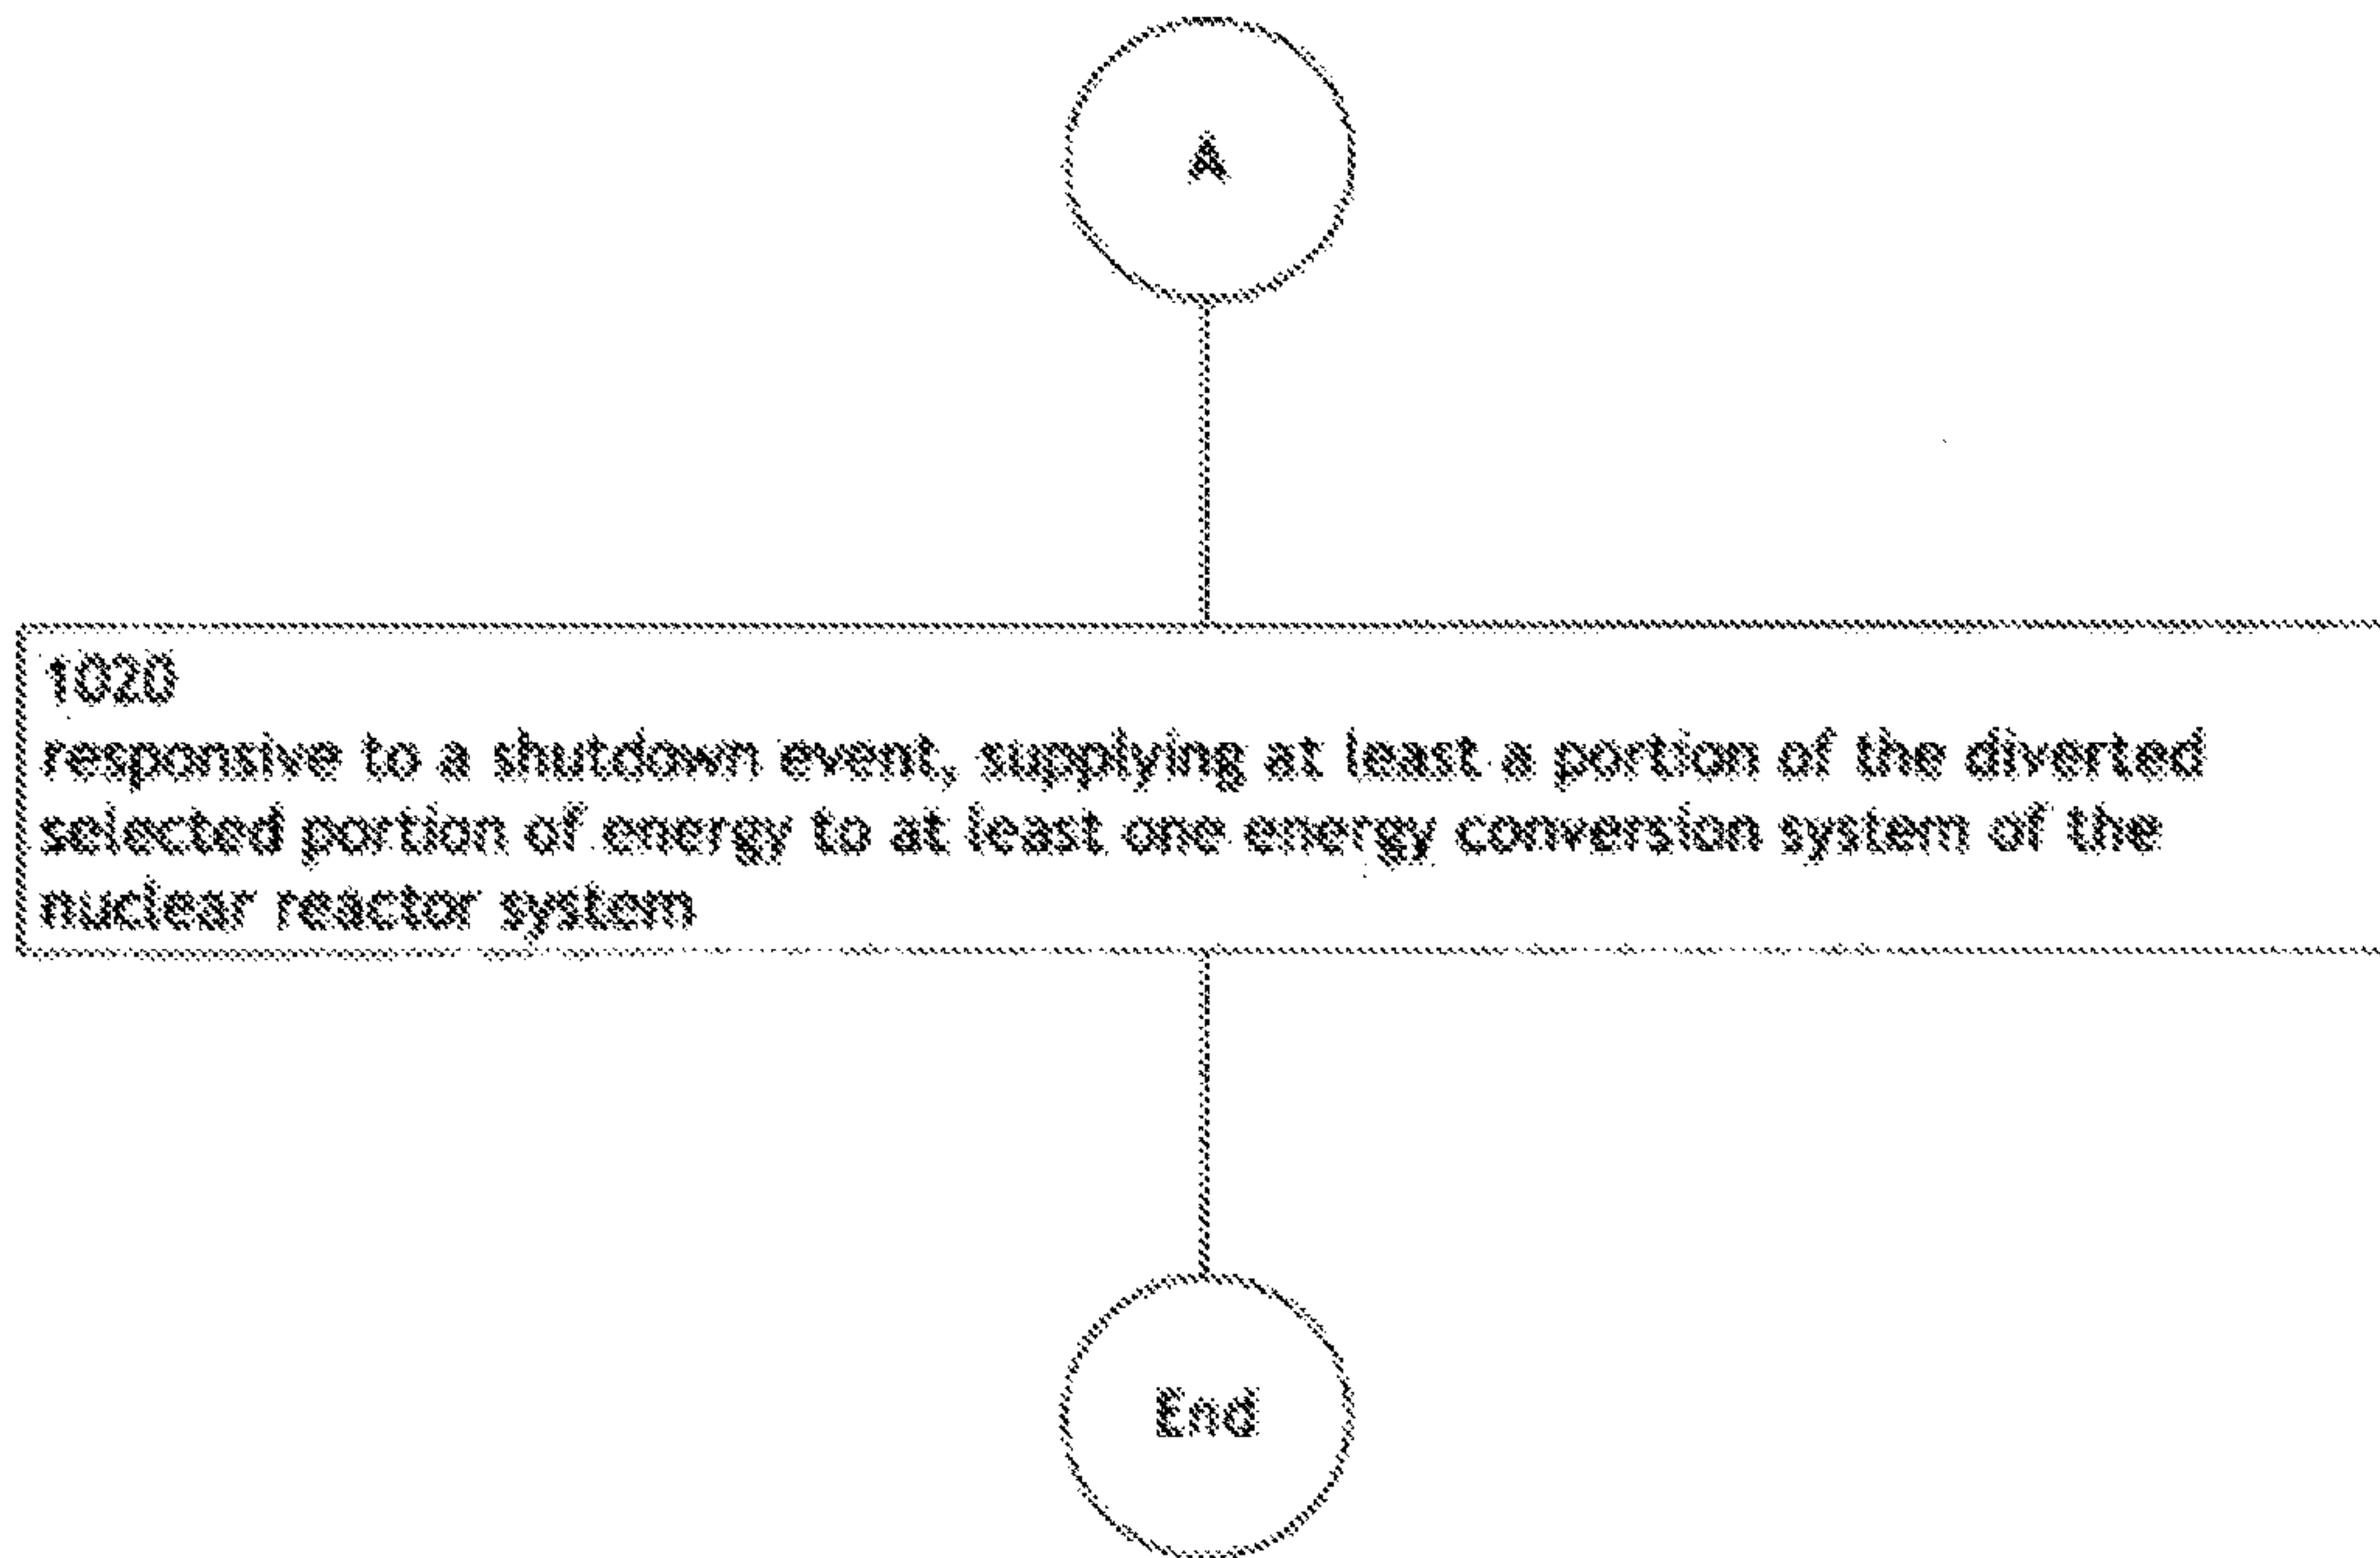 A
1020
responsive to a shutdown event, supplying at least a portion of the diverted
selected portion of energy to at least one energy conversion system of the
nuclear reactor system
End